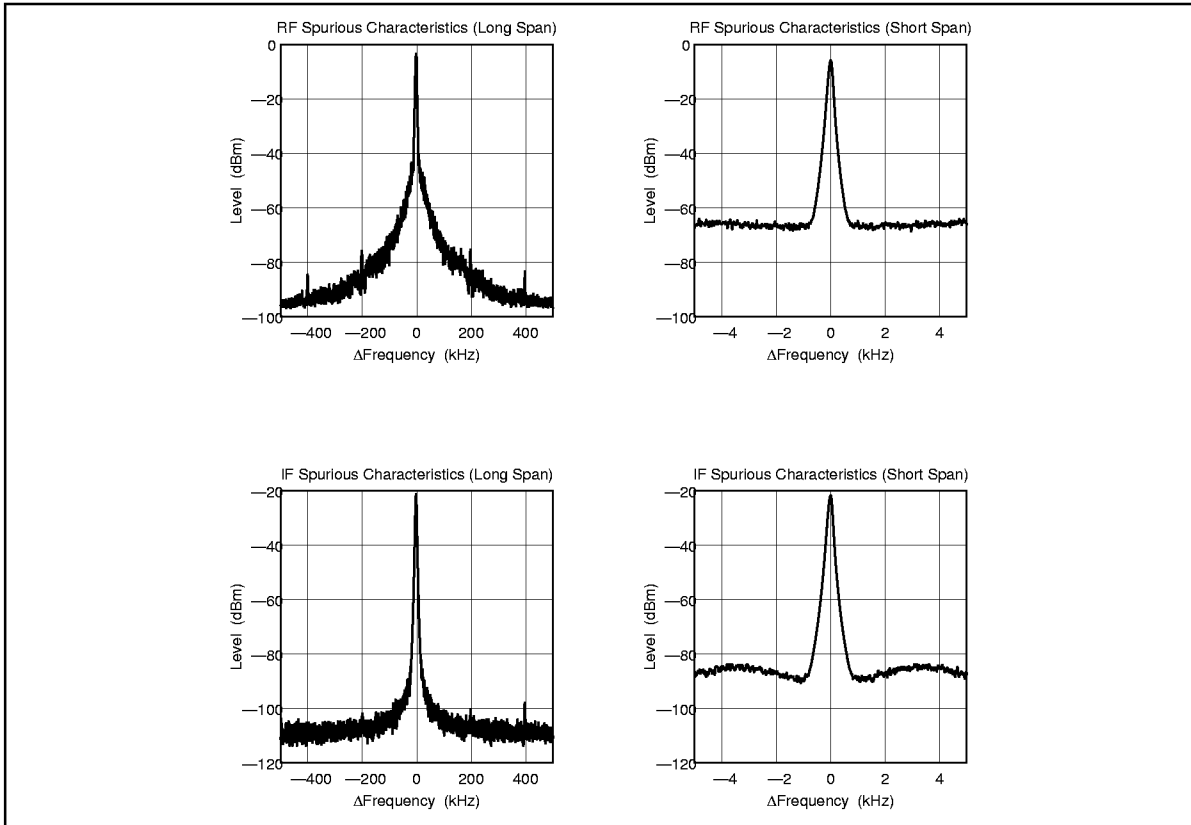 RF Spurious Characteristics (Long Span)
0
—20
—40
—60
—80
—100
Level (dBm)
—400 —200 0 200 400
ΔFrequency (kHz)
RF Spurious Characteristics (Short Span)
0
—20
—40
—60
—80
—100
Level (dBm)
—4 —2 0 2 4
ΔFrequency (kHz)
IF Spurious Characteristics (Long Span)
—20
—40
—60
—80
—100
—120
Level (dBm)
—400 —200 0 200 400
ΔFrequency (kHz)
IF Spurious Characteristics (Short Span)
—20
—40
—60
—80
—100
—120
Level (dBm)
—4 —2 0 2 4
ΔFrequency (kHz)